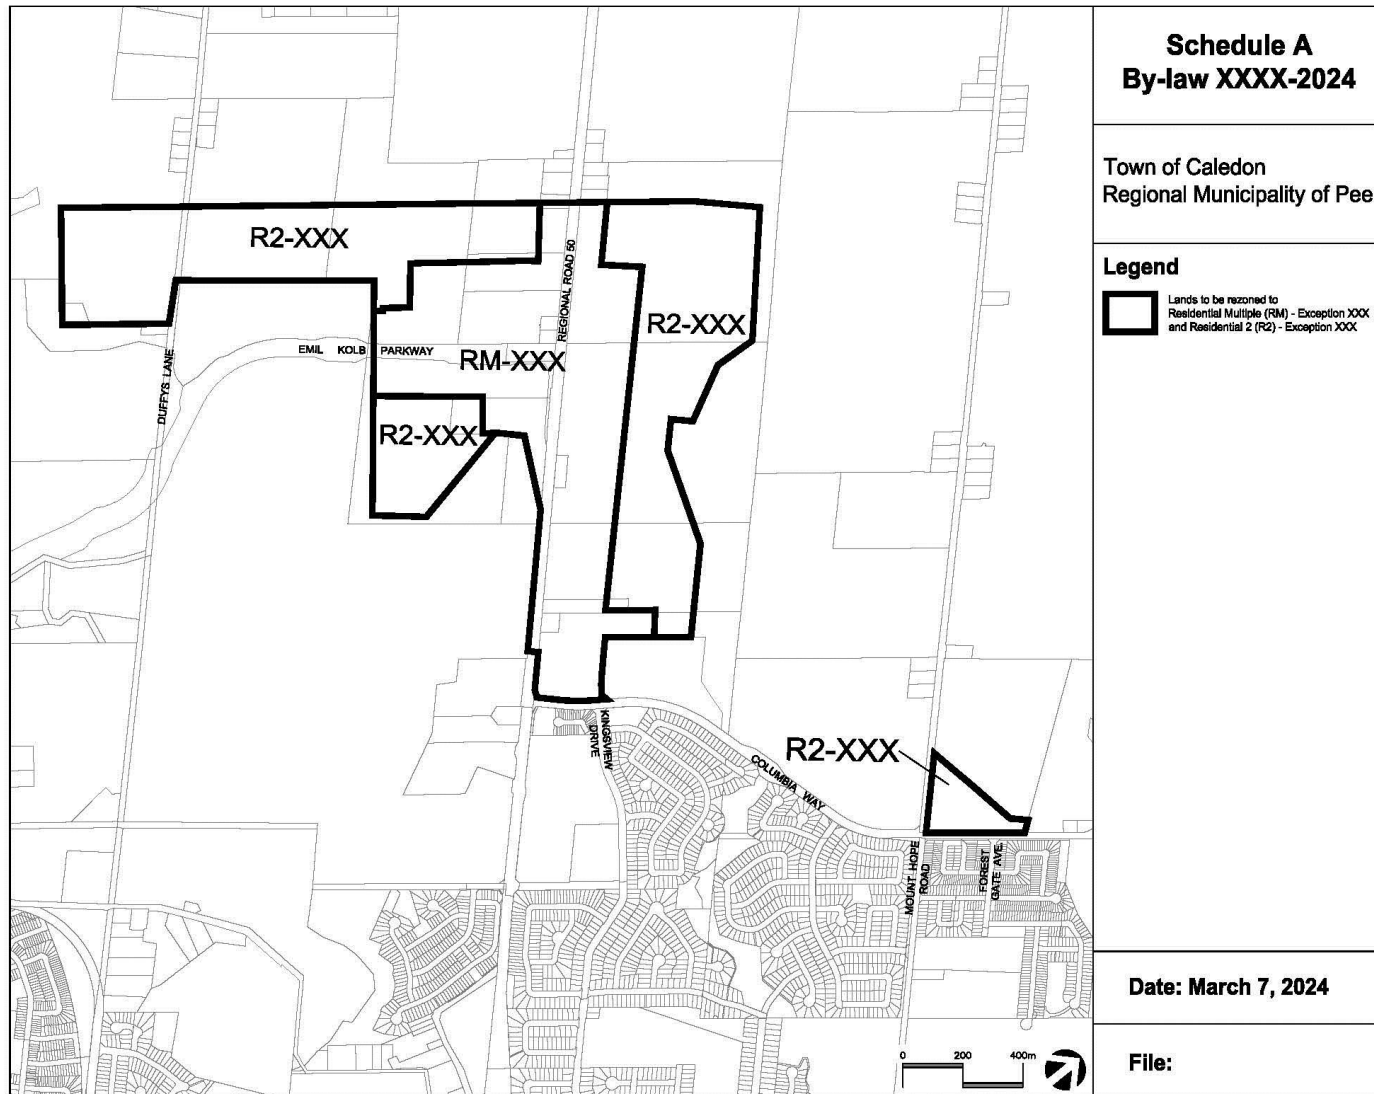 Schedule A
By-law XXXX-2024
Town of Caledon
Regional Municipality of Pee
Legend
Lands to be rezoned to
Residential Multiple (RM) - Exception XXX
and Residential 2 (R2) - Exception XXX
R2-XXX
REGIONAL ROAD 50
R2-XXX
EMIL KOLB PARKWAY
RM-XXX
DUFFYS LANE
R2-XXX
KINGSVIEW
DRIVE
COLUMBIA WAY
R2-XXX
MOUNT HOPE
ROAD
FOREST
GATE AVE.
0 200 400m
Date: March 7, 2024
File: